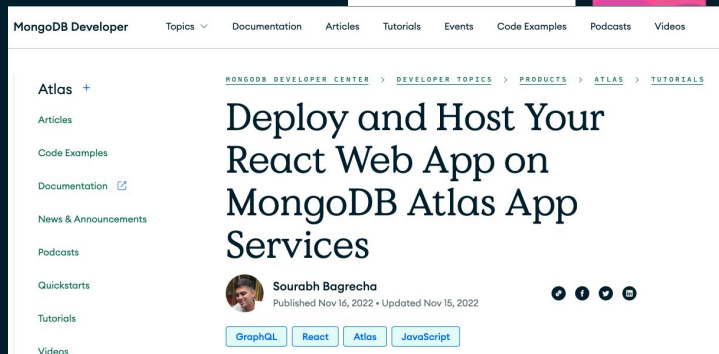 MongoDB Developer
Topics
Documentation
Articles
Tutorials
Events
Code Examples
Podcasts
Videos
Atlas +
Articles
Code Examples
Documentation
News & Announcements
Podcasts
Quickstarts
Tutorials
Videos
MONGODB DEVELOPER CENTER > DEVELOPER TOPICS > PRODUCTS > ATLAS > TUTORIALS
Deploy and Host Your
React Web App on
MongoDB Atlas App
Services
Sourabh Bagrecha
Published Nov 16, 2022 • Updated Nov 15, 2022
GraphQL
React
Atlas
JavaScript